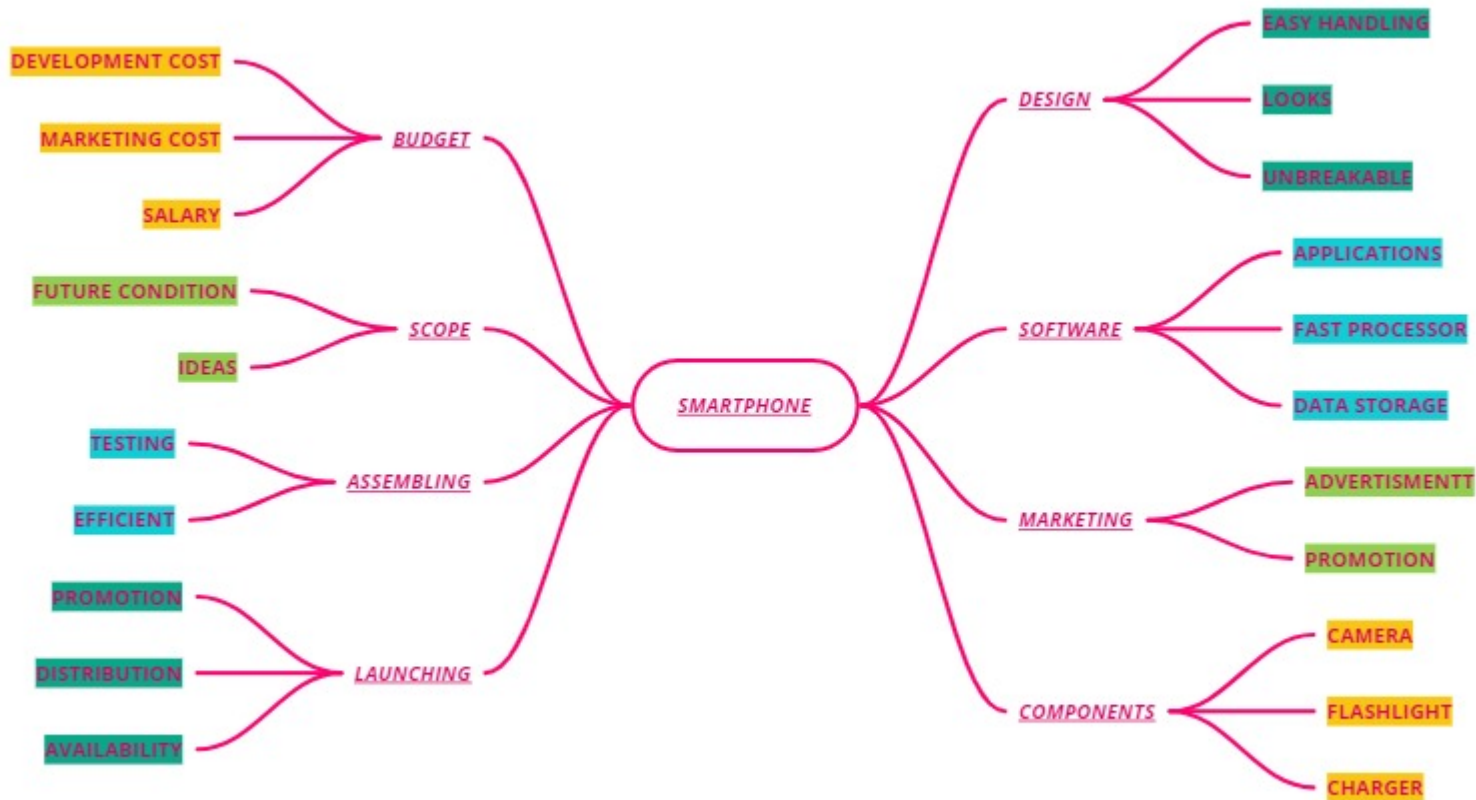 SMARTPHONE
BUDGET
DEVELOPMENT COST
MARKETING COST
SALARY
SCOPE
FUTURE CONDITION
IDEAS
ASSEMBLING
TESTING
EFFICIENT
LAUNCHING
PROMOTION
DISTRIBUTION
AVAILABILITY
DESIGN
EASY HANDLING
LOOKS
UNBREAKABLE
SOFTWARE
APPLICATIONS
FAST PROCESSOR
DATA STORAGE
MARKETING
ADVERTISMENTT
PROMOTION
COMPONENTS
CAMERA
FLASHLIGHT
CHARGER